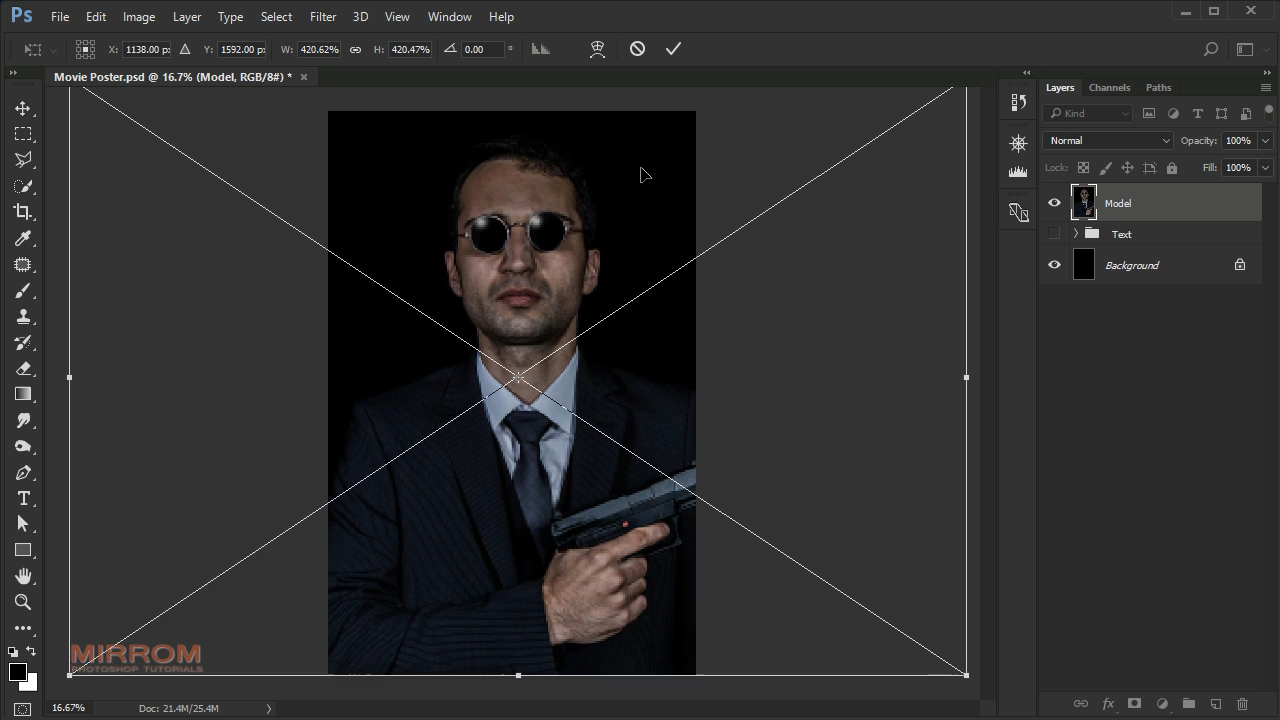 Ps File Edit Image Layer Type Select Filter 3D View Window Help
X: 1138.00 px Y: 1592.00 px W: 420.62% H: 420.47% 0.00 °
Movie Poster.psd @ 16.7% (Model, RGB/8#) * ×
Layers Channels Paths
Kind
Normal Opacity: 100%
Lock: Fill: 100%
Model
Text
Background
MIRROM
PHOTOSHOP TUTORIALS
16.67% Doc: 21.4M/25.4M